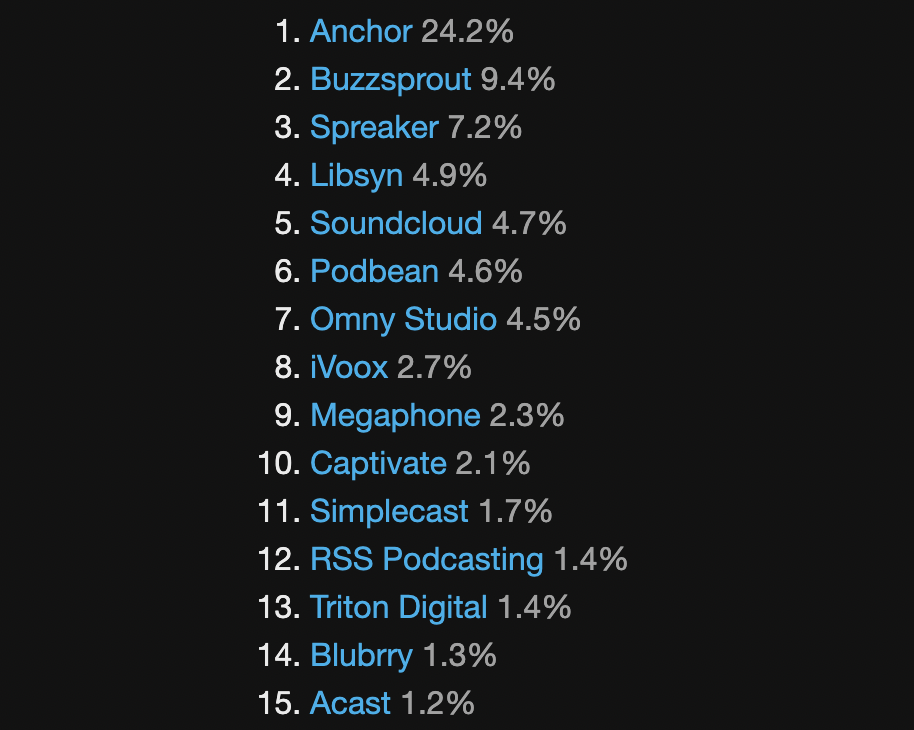 1. Anchor 24.2%
2. Buzzsprout 9.4%
3. Spreaker 7.2%
4. Libsyn 4.9%
5. Soundcloud 4.7%
6. Podbean 4.6%
7. Omny Studio 4.5%
8. iVoox 2.7%
9. Megaphone 2.3%
10. Captivate 2.1%
11. Simplecast 1.7%
12. RSS Podcasting 1.4%
13. Triton Digital 1.4%
14. Blubrry 1.3%
15. Acast 1.2%